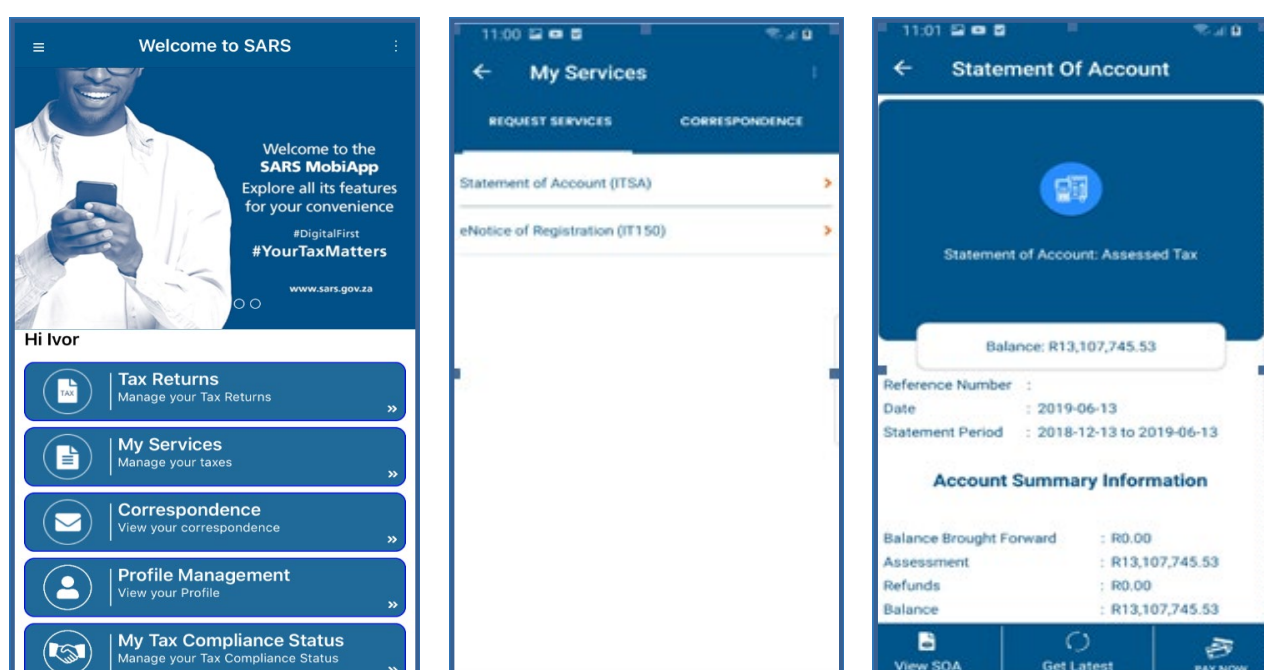 Welcome to SARS
Welcome to the
SARS MobiApp
Explore all its features
for your convenience
#DigitalFirst
#YourTaxMatters
www.sars.gov.za
Hi Ivor
TAX
Tax Returns
Manage your Tax Returns
My Services
Manage your taxes
Correspondence
View your correspondence
Profile Management
View your Profile
My Tax Compliance Status
Manage your Tax Compliance Status
11:00
My Services
REQUEST SERVICES CORRESPONDENCE
Statement of Account (ITSA)
eNotice of Registration (IT150)
11:01
Statement Of Account
Statement of Account: Assessed Tax
Balance: R13,107,745.53
Reference Number :
Date : 2019-06-13
Statement Period : 2018-12-13 to 2019-06-13
Account Summary Information
Balance Brought Forward : R0.00
Assessment : R13,107,745.53
Refunds : R0.00
Balance : R13,107,745.53
View SOA Get Latest PAY NOW